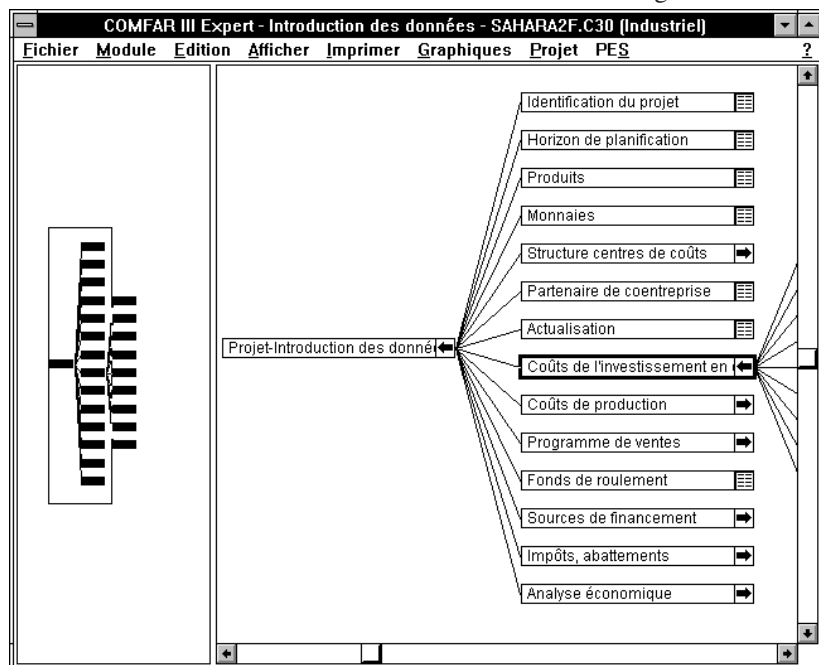 COMFAR III Expert - Introduction des données - SAHARA2F.C30 (Industriel)
Fichier Module Edition Afficher Imprimer Graphiques Projet PES ?
Identification du projet
Horizon de planification
Produits
Monnaies
Structure centres de coûts
Partenaire de coentreprise
Actualisation
Projet-Introduction des donné
Coûts de l'investissement en
Coûts de production
Programme de ventes
Fonds de roulement
Sources de financement
Impôts, abattements
Analyse économique